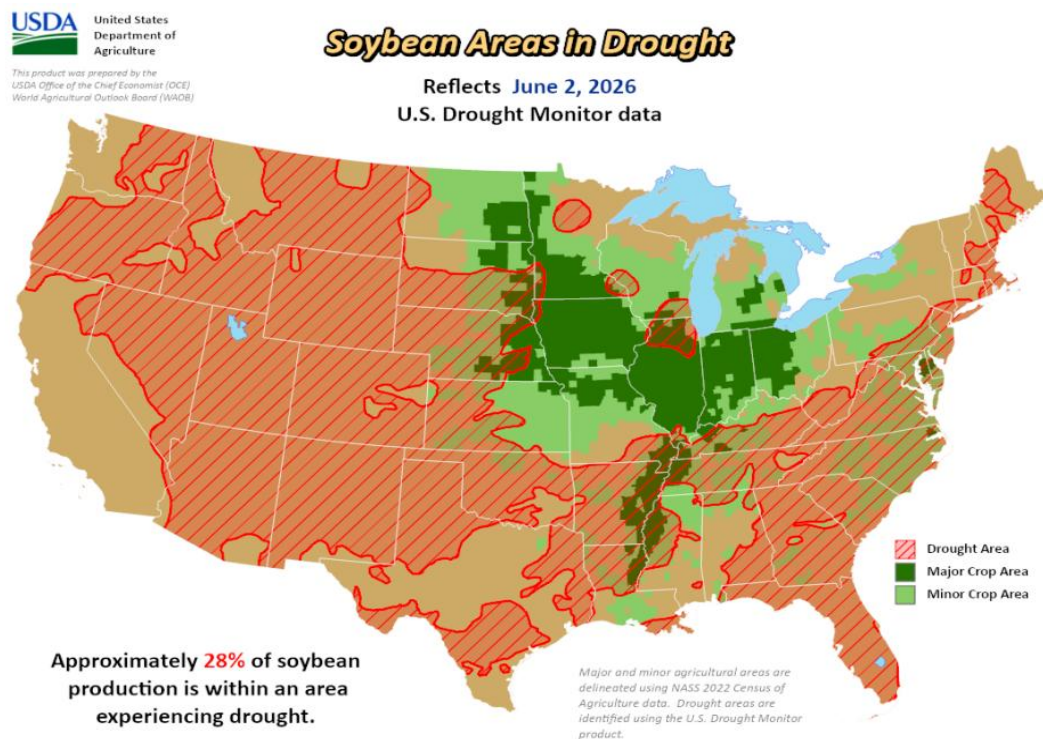 USDA
United States
Department of
Agriculture
This product was prepared by the
USDA Office of the Chief Economist (OCE)
World Agricultural Outlook Board (WAOB)
Soybean Areas in Drought
Reflects June 2, 2026
U.S. Drought Monitor data
Drought Area
Major Crop Area
Minor Crop Area
Approximately 28% of soybean
production is within an area
experiencing drought.
Major and minor agricultural areas are
delineated using NASS 2022 Census of
Agriculture data. Drought areas are
identified using the U.S. Drought Monitor
product.